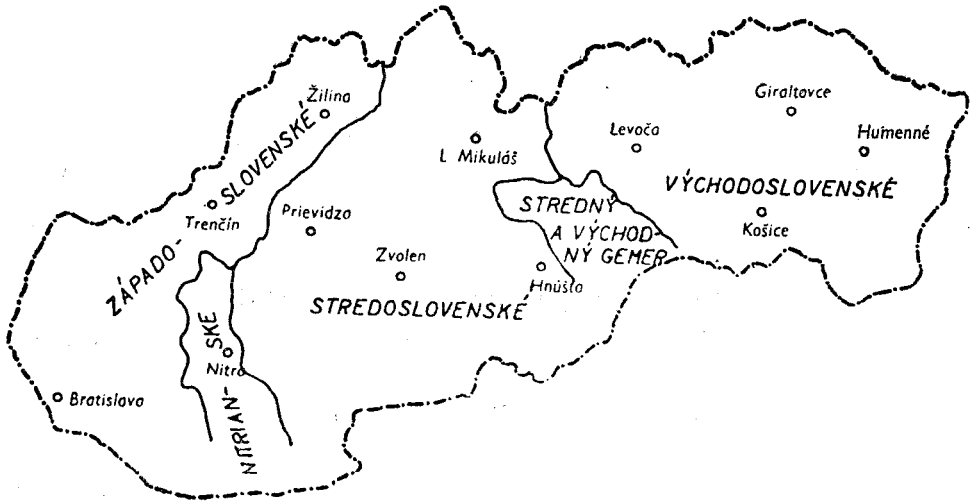 Žilina
ZÁPADO-
SLOVENSKÉ
Trenčín
Prievidza
L Mikuláš
Levoča
Giraltovce
Humenné
VÝCHODOSLOVENSKÉ
Košice
STREDNÝ
A VÝCHOD-
NÝ GEMER
Zvolen
Hnúšťa
STREDOSLOVENSKÉ
NITRIAN-
SKE
Nitra
Bratislava